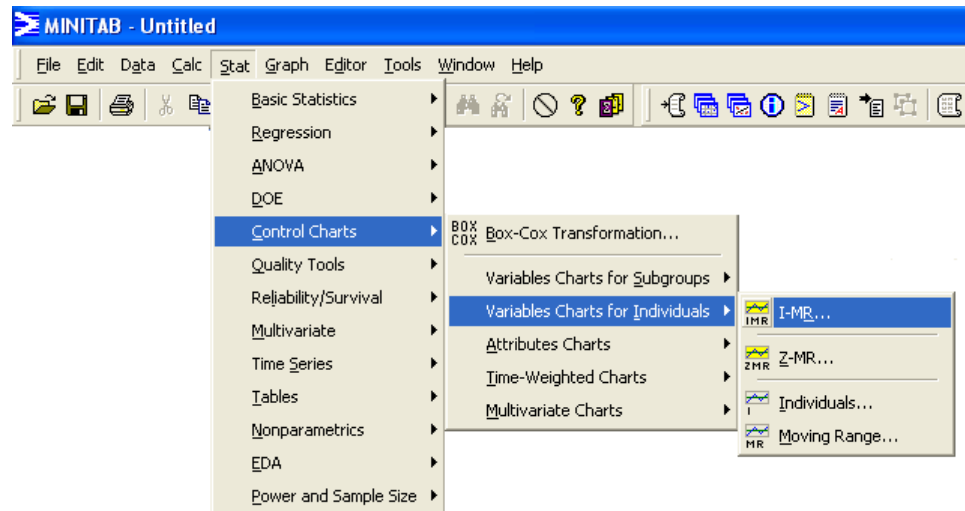 MINITAB - Untitled
File Edit Data Calc Stat Graph Editor Tools Window Help
Basic Statistics
Regression
ANOVA
DOE
Control Charts
Quality Tools
Reliability/Survival
Multivariate
Time Series
Tables
Nonparametrics
EDA
Power and Sample Size
BOX COX Box-Cox Transformation...
Variables Charts for Subgroups
Variables Charts for Individuals
Attributes Charts
Time-Weighted Charts
Multivariate Charts
IMR I-MR...
ZMR Z-MR...
I Individuals...
MR Moving Range...